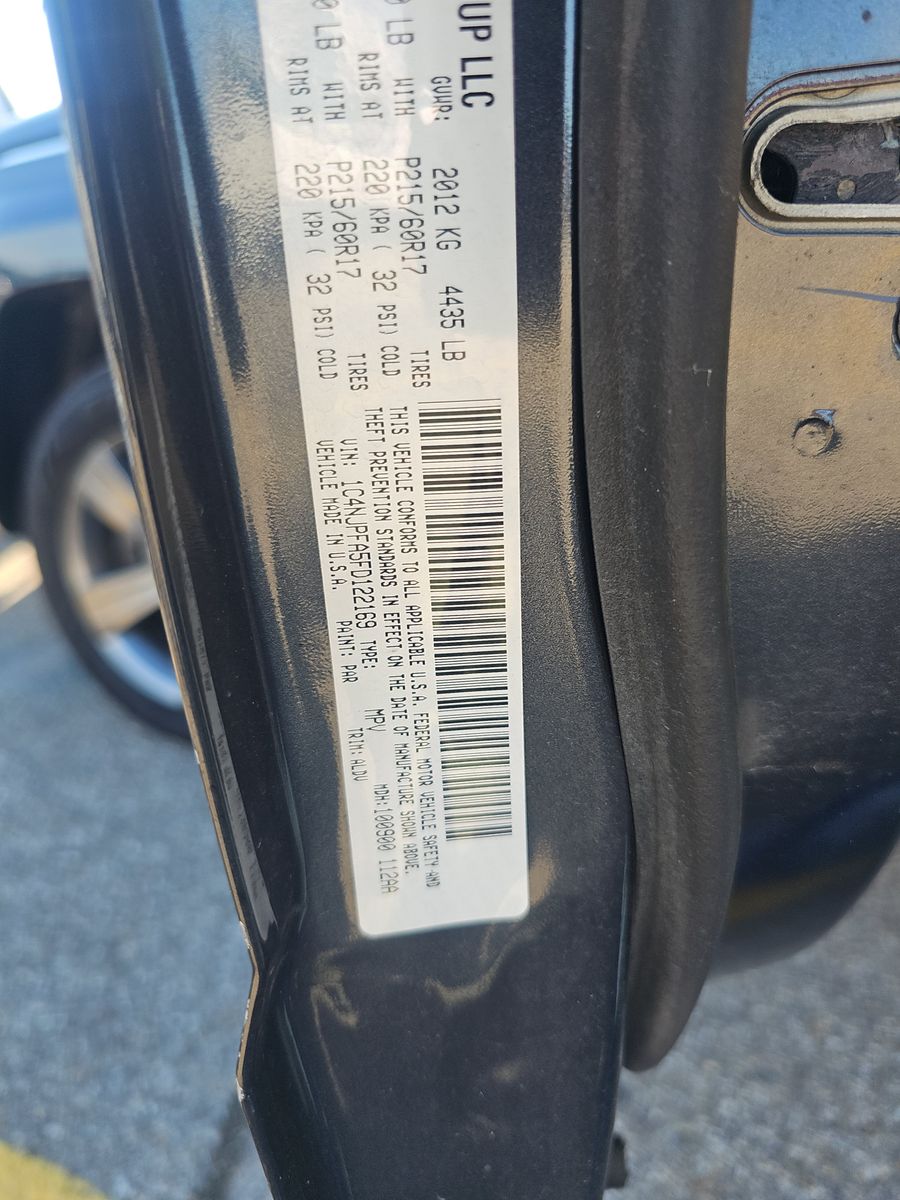 UP LLC
GVWR: 2012 KG 4435 LB
0 LB WITH P215/60R17 TIRES
RIMS AT 220 KPA ( 32 PSI) COLD
0 LB WITH P215/60R17 TIRES
RIMS AT 220 KPA ( 32 PSI) COLD
THIS VEHICLE CONFORMS TO ALL APPLICABLE U.S.A. FEDERAL MOTOR VEHICLE SAFETY AND
THEFT PREVENTION STANDARDS IN EFFECT ON THE DATE OF MANUFACTURE SHOWN ABOVE.
VIN: 1C4NJPFA5FD122169 TYPE: MPV MDH:100900 112AA
VEHICLE MADE IN U.S.A. PAINT: PAR TRIM: ALDV